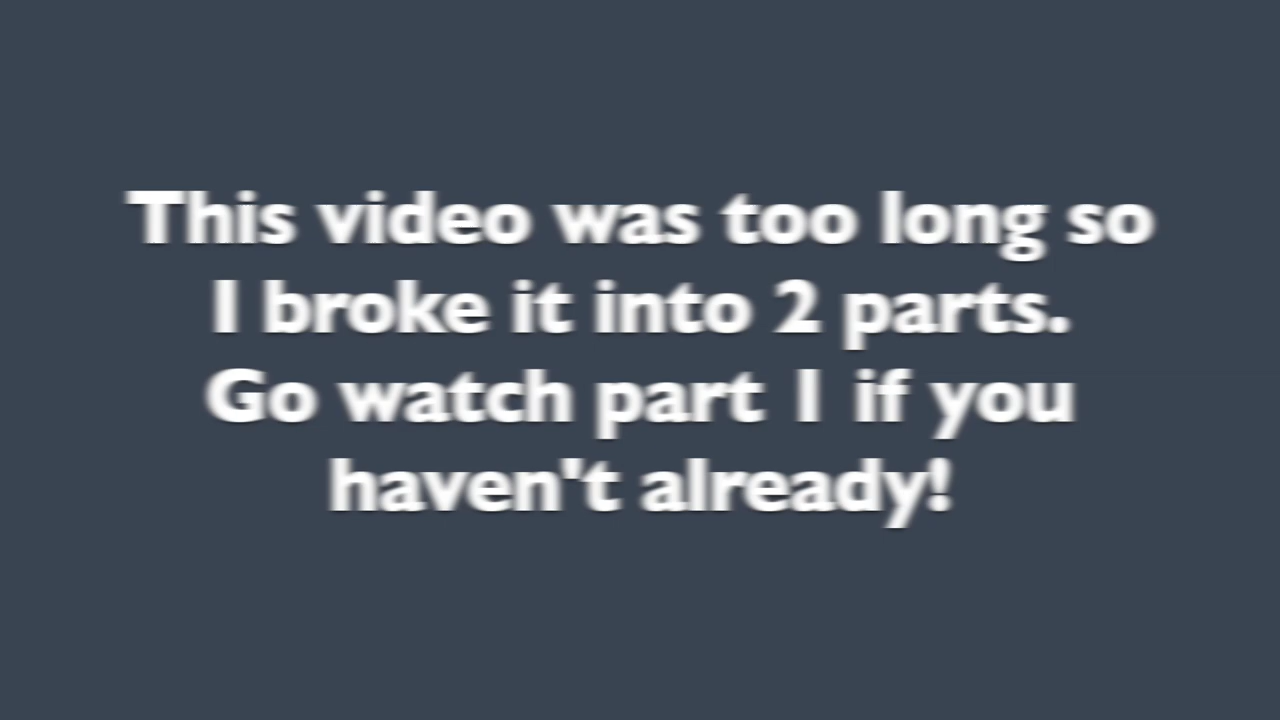 This video was too long so
I broke it into 2 parts.
Go watch part 1 if you
haven't already!